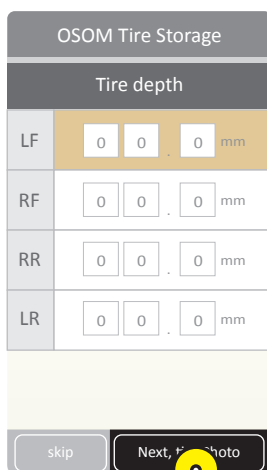 OSOM Tire Storage
Tire depth
LF 0 0 . 0 mm
RF 0 0 . 0 mm
RR 0 0 . 0 mm
LR 0 0 . 0 mm
skip Next,